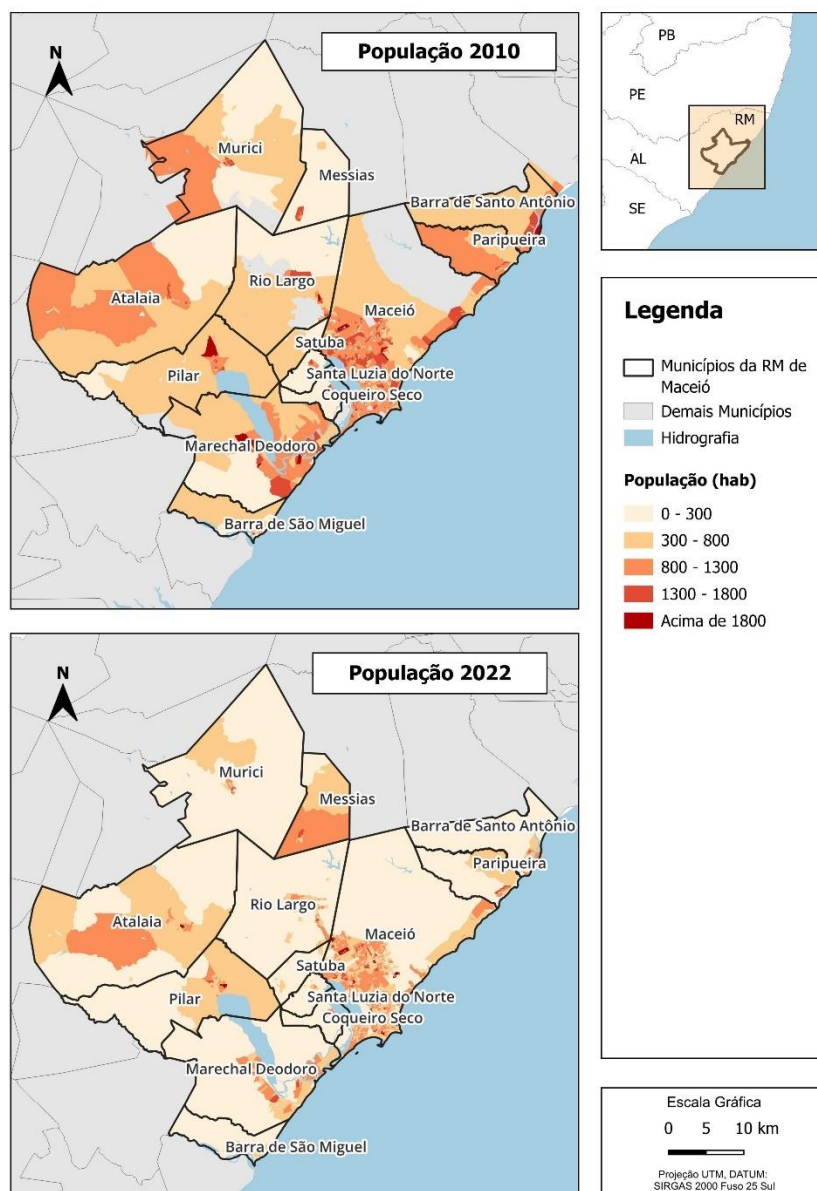 População 2010
N
Murici
Messias
Barra de Santo Antônio
Paripueira
Rio Largo
Atalaia
Maceió
Satuba
Pilar
Santa Luzia do Norte
Coqueiro Seco
Marechal Deodoro
Barra de São Miguel
População 2022
N
Murici
Messias
Barra de Santo Antônio
Paripueira
Rio Largo
Atalaia
Maceió
Satuba
Pilar
Santa Luzia do Norte
Coqueiro Seco
Marechal Deodoro
Barra de São Miguel
PB
PE
RM
AL
SE
Legenda
Municípios da RM de
Maceió
Demais Municípios
Hidrografia
População (hab)
0 - 300
300 - 800
800 - 1300
1300 - 1800
Acima de 1800
Escala Gráfica
0 5 10 km
Projeção UTM, DATUM:
SIRGAS 2000 Fuso 25 Sul